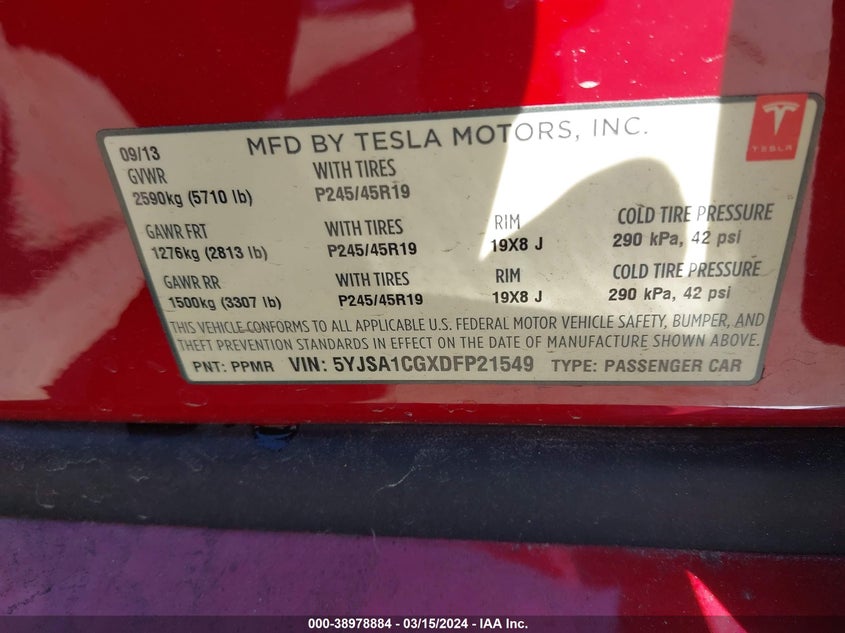 MFD BY TESLA MOTORS, INC.
TESLA
09/13
GVWR WITH TIRES
2590kg (5710 lb) P245/45R19
GAWR FRT WITH TIRES RIM COLD TIRE PRESSURE
1276kg (2813 lb) P245/45R19 19X8 J 290 kPa, 42 psi
GAWR RR WITH TIRES RIM COLD TIRE PRESSURE
1500kg (3307 lb) P245/45R19 19X8 J 290 kPa, 42 psi
THIS VEHICLE CONFORMS TO ALL APPLICABLE U.S. FEDERAL MOTOR VEHICLE SAFETY, BUMPER, AND
THEFT PREVENTION STANDARDS IN EFFECT ON THE DATE OF MANUFACTURE SHOWN ABOVE.
PNT: PPMR VIN: 5YJSA1CGXDFP21549 TYPE: PASSENGER CAR
000-38978884 - 03/15/2024 - IAA Inc.